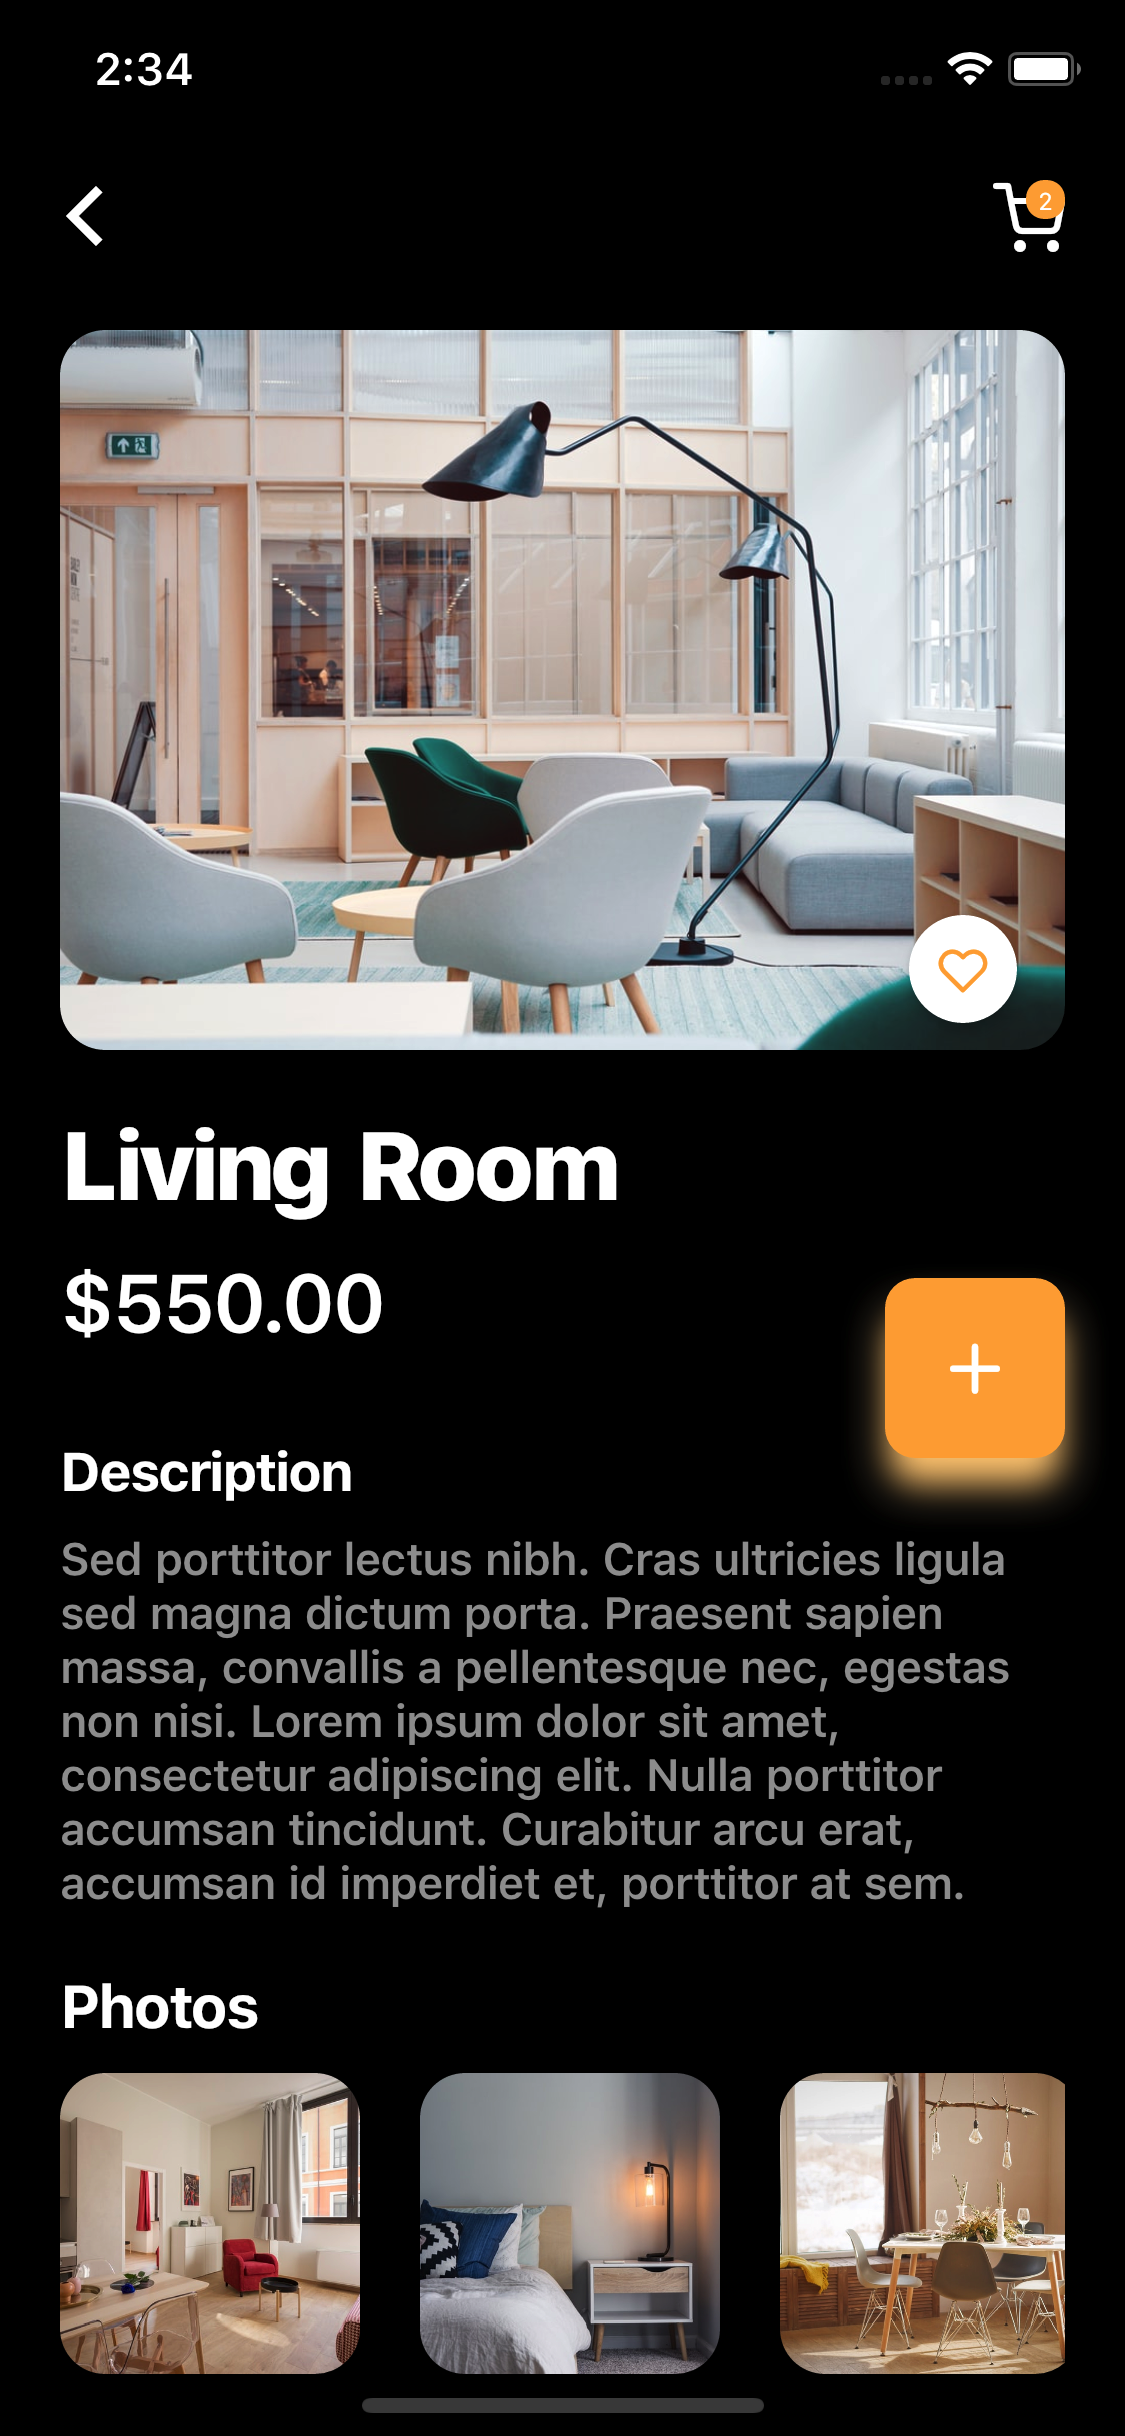 2:34
2
Living Room
$550.00
Description
Sed porttitor lectus nibh. Cras ultricies ligula
sed magna dictum porta. Praesent sapien
massa, convallis a pellentesque nec, egestas
non nisi. Lorem ipsum dolor sit amet,
consectetur adipiscing elit. Nulla porttitor
accumsan tincidunt. Curabitur arcu erat,
accumsan id imperdiet et, porttitor at sem.
Photos